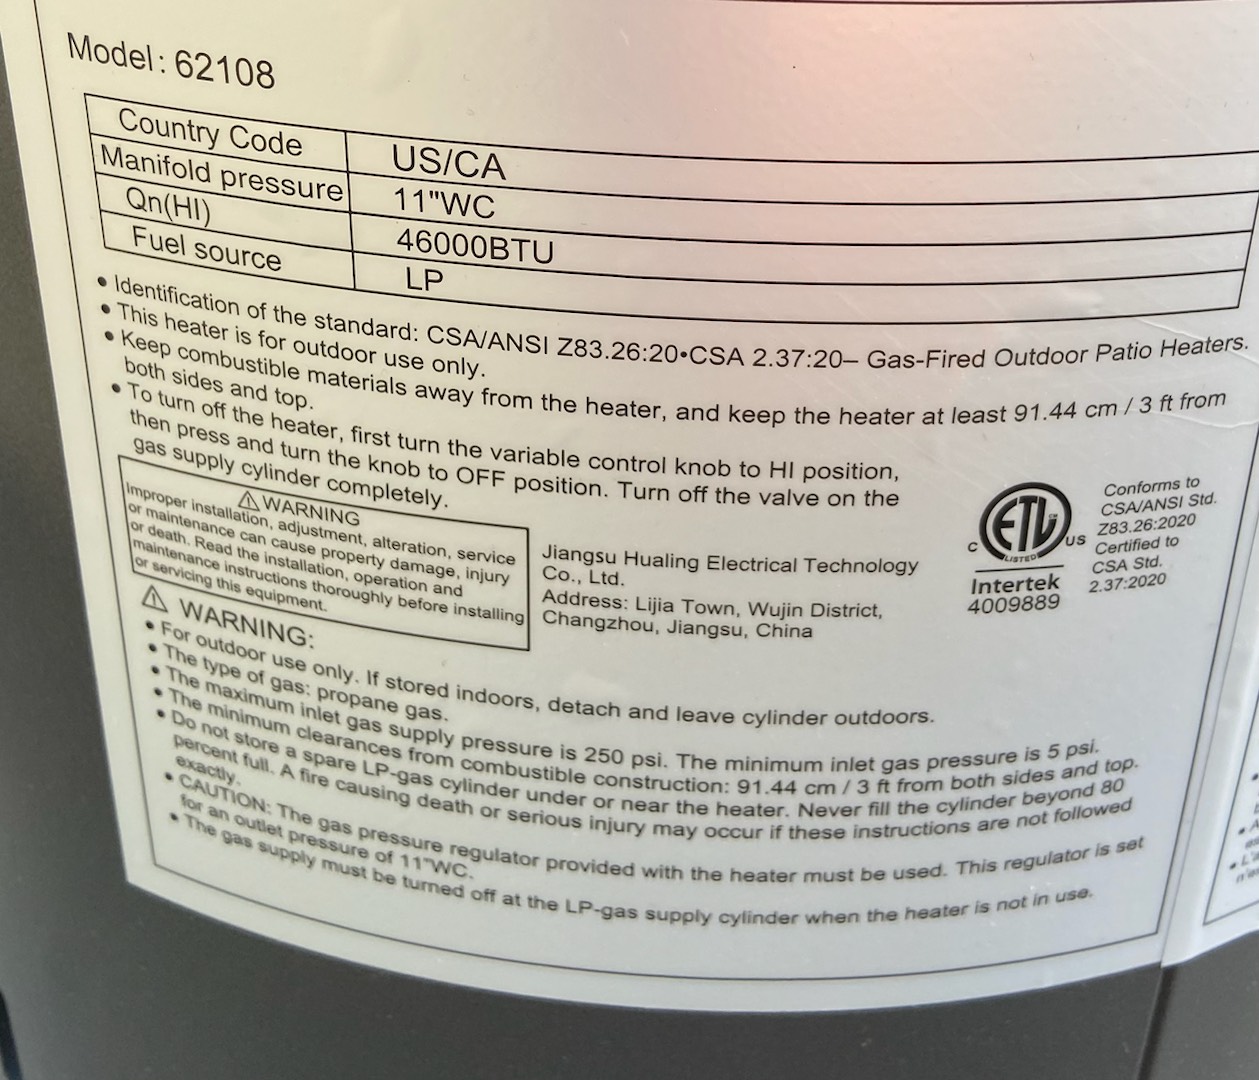 Model: 62108
Country Code US/CA
Manifold pressure 11"WC
Qn(HI) 46000BTU
Fuel source LP
• Identification of the standard: CSA/ANSI Z83.26:20•CSA 2.37:20– Gas-Fired Outdoor Patio Heaters.
• This heater is for outdoor use only.
• Keep combustible materials away from the heater, and keep the heater at least 91.44 cm / 3 ft from
both sides and top.
• To turn off the heater, first turn the variable control knob to HI position,
then press and turn the knob to OFF position. Turn off the valve on the
gas supply cylinder completely.
⚠ WARNING
Improper installation, adjustment, alteration, service
or maintenance can cause property damage, injury
or death. Read the installation, operation and
maintenance instructions thoroughly before installing
or servicing this equipment.
Jiangsu Hualing Electrical Technology
Co., Ltd.
Address: Lijia Town, Wujin District,
Changzhou, Jiangsu, China
C ETL US
LISTED
Intertek
4009889
Conforms to
CSA/ANSI Std.
Z83.26:2020
Certified to
CSA Std.
2.37:2020
⚠ WARNING:
• For outdoor use only. If stored indoors, detach and leave cylinder outdoors.
• The type of gas: propane gas.
• The maximum inlet gas supply pressure is 250 psi. The minimum inlet gas pressure is 5 psi.
• The minimum clearances from combustible construction: 91.44 cm / 3 ft from both sides and top.
• Do not store a spare LP-gas cylinder under or near the heater. Never fill the cylinder beyond 80
percent full. A fire causing death or serious injury may occur if these instructions are not followed
exactly.
• CAUTION: The gas pressure regulator provided with the heater must be used. This regulator is set
for an outlet pressure of 11"WC.
• The gas supply must be turned off at the LP-gas supply cylinder when the heater is not in use.